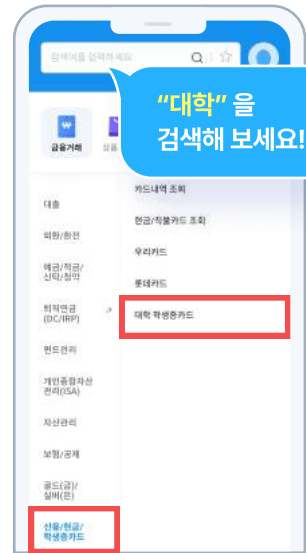 검색어를 입력하세요
“대학” 을
검색해 보세요!
금융거래
상품
카드내역 조회
대출
현금/직불카드 조회
외환/환전
우리카드
예금/적금/
신탁/청약
롯데카드
퇴직연금
(DC/IRP)
대학 학생증카드
펀드관리
개인종합자산
관리(ISA)
자산관리
보험/공제
골드(금)/
실버(은)
신용/현금/
학생증카드